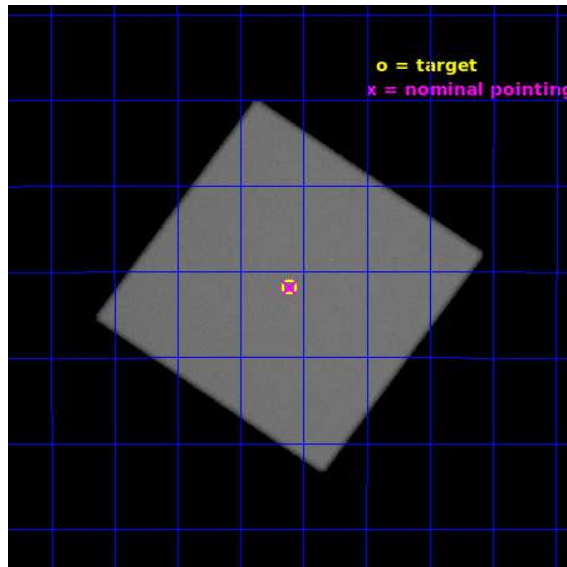 o = target
x = nominal pointing